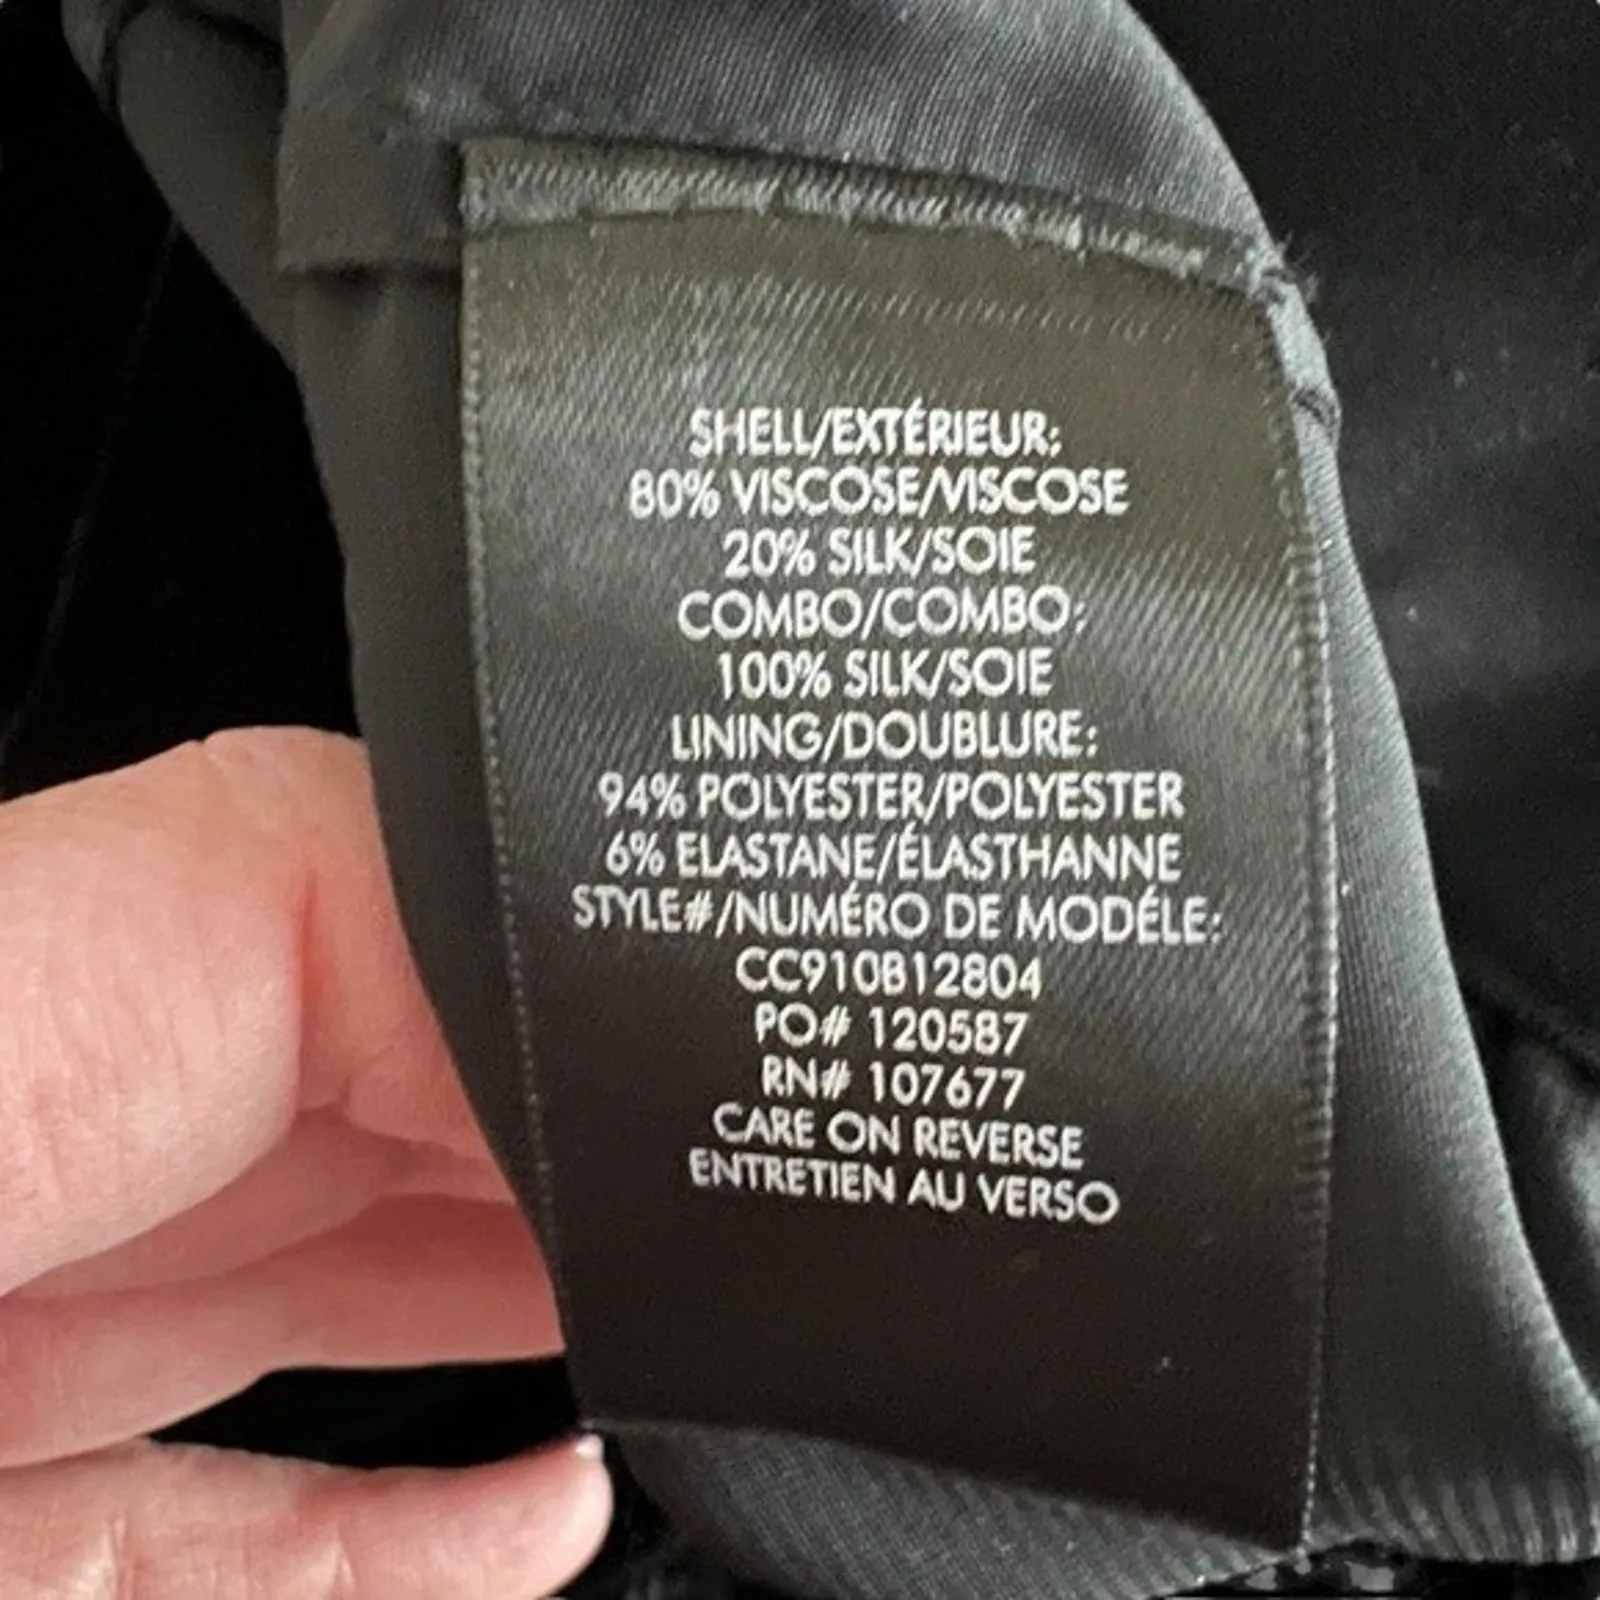 SHELL/EXTÉRIEUR:
80% VISCOSE/VISCOSE
20% SILK/SOIE
COMBO/COMBO:
100% SILK/SOIE
LINING/DOUBLURE:
94% POLYESTER/POLYESTER
6% ELASTANE/ÉLASTHANNE
STYLE#/NUMÉRO DE MODÉLE:
CC910B12804
PO# 120587
RN# 107677
CARE ON REVERSE
ENTRETIEN AU VERSO